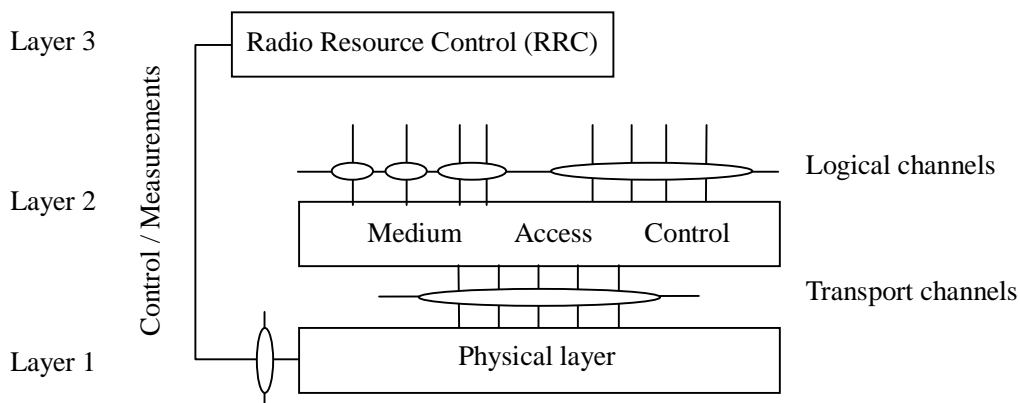 Layer 3
Radio Resource Control (RRC)
Control / Measurements
Logical channels
Layer 2
Medium Access Control
Transport channels
Layer 1
Physical layer